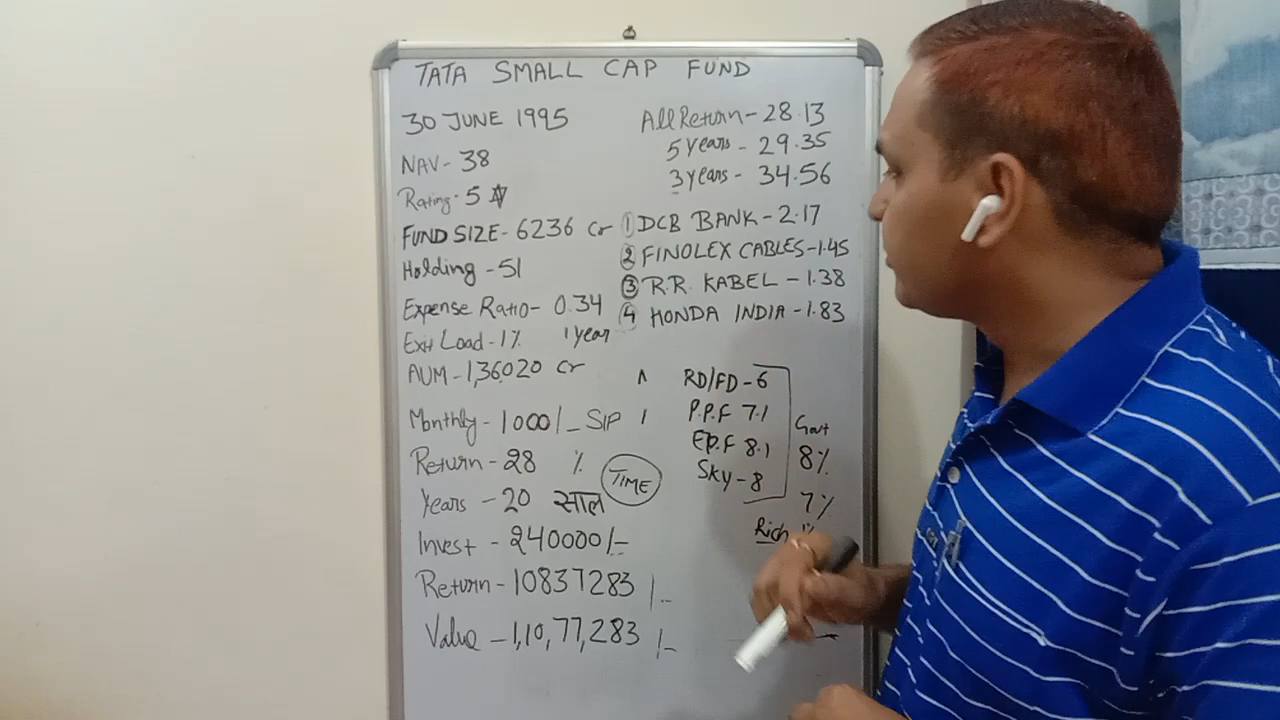 TATA SMALL CAP FUND
30 JUNE 1995
NAV- 38
Rating- 5
FUND SIZE- 6236 Cr
Holding - 51
Expense Ratio- 0.34
Exit Load- 1% 1 year
AUM - 1,36,020 Cr
Monthly - 1000/- SIP
Return - 28 %
Years - 20 साल
TIME
Invest - 240000/-
Return - 10837283 /-
Value - 1,10,77,283 /-
All Return - 28.13
5 years - 29.35
3 years - 34.56
1 DCB BANK - 2.17
2 FINOLEX CABLES - 1.45
3 R.R. KABEL - 1.38
4 HONDA INDIA - 1.83
RD/FD - 6
P.P.F 7.1
EP.F 8.1
SKY - 8
Govt
8%
7%
Rich